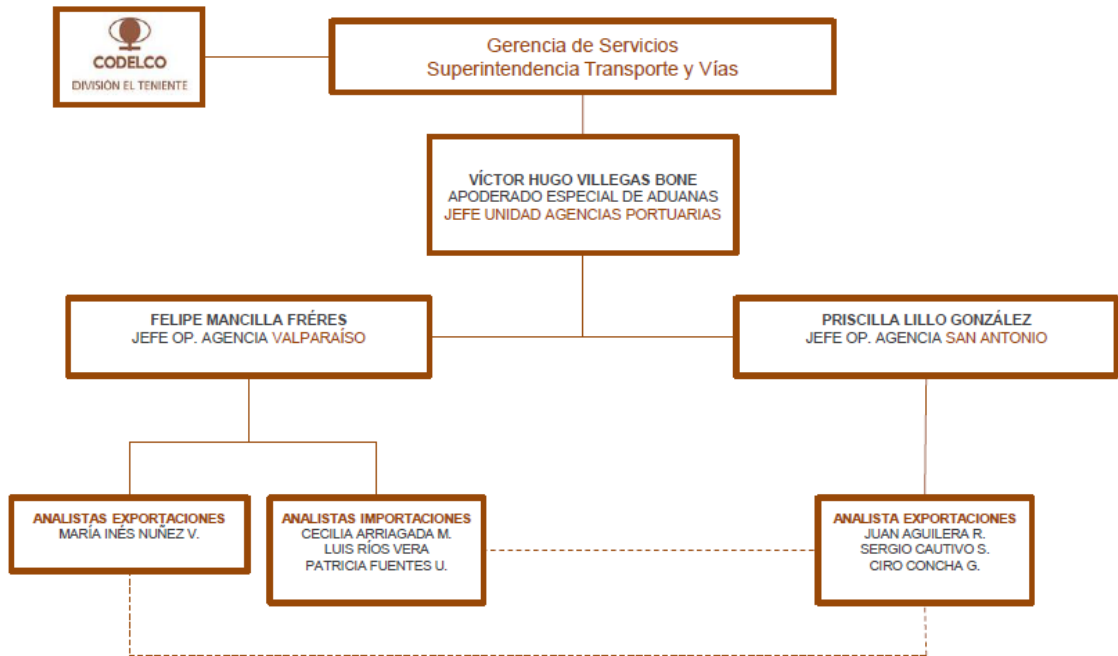 CODELCO
DIVISIÓN EL TENIENTE
Gerencia de Servicios
Superintendencia Transporte y Vías
VÍCTOR HUGO VILLEGAS BONE
APODERADO ESPECIAL DE ADUANAS
JEFE UNIDAD AGENCIAS PORTUARIAS
FELIPE MANCILLA FRÉRES
JEFE OP. AGENCIA VALPARAÍSO
PRISCILLA LILLO GONZÁLEZ
JEFE OP. AGENCIA SAN ANTONIO
ANALISTAS EXPORTACIONES
MARÍA INÉS NUÑEZ V.
ANALISTAS IMPORTACIONES
CECILIA ARRIAGADA M.
LUIS RÍOS VERA
PATRICIA FUENTES U.
ANALISTA EXPORTACIONES
JUAN AGUILERA R.
SERGIO CAUTIVO S.
CIRO CONCHA G.